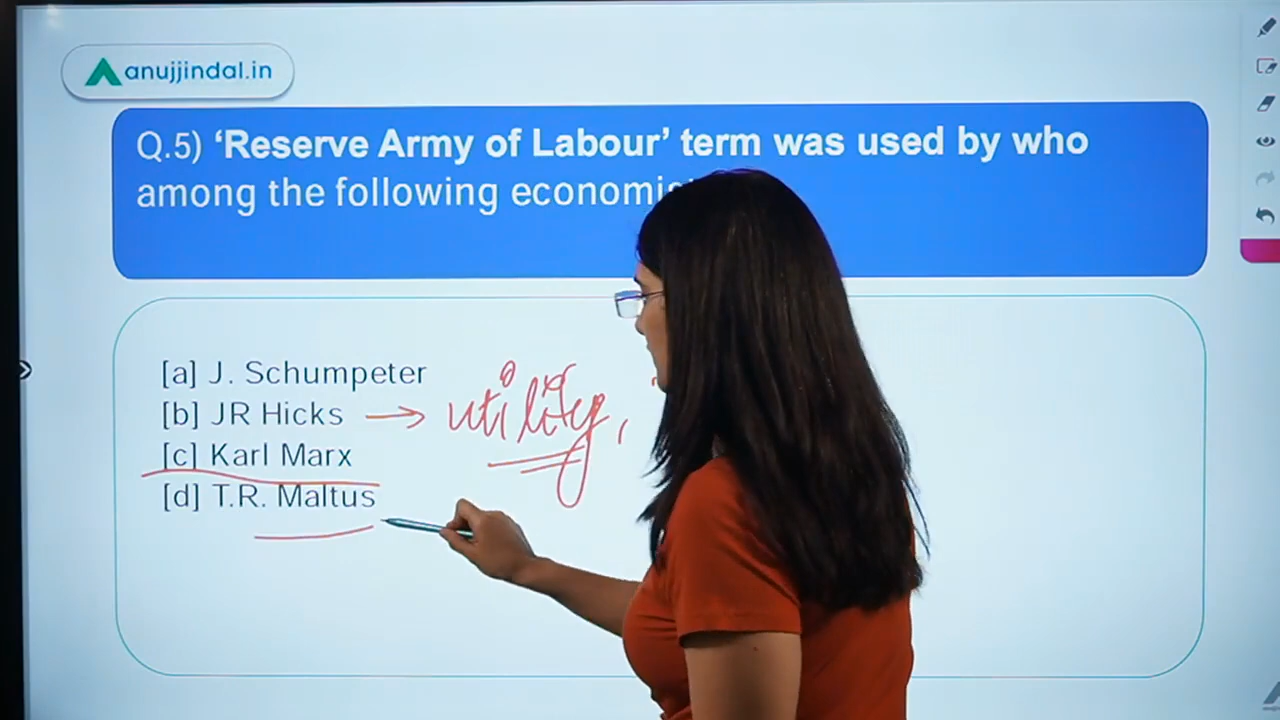 anujjindal.in
Q.5) ‘Reserve Army of Labour’ term was used by who
among the following
[a] J. Schumpeter
[b] JR Hicks → utility,
[c] Karl Marx
[d] T.R. Maltus